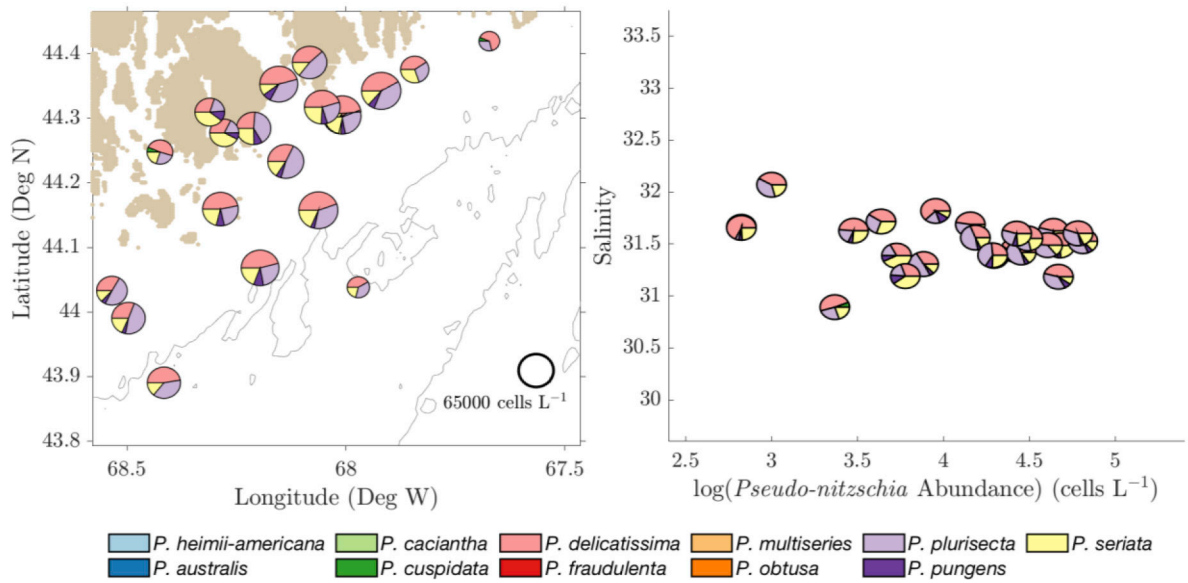 44.4
44.3
44.2
44.1
44
43.9
43.8
Latitude (Deg N)
65000 cells L⁻¹
68.5
68
67.5
Longitude (Deg W)
33.5
33
32.5
32
31.5
31
30.5
30
Salinity
2.5
3
3.5
4
4.5
5
log(Pseudo-nitzschia Abundance) (cells L⁻¹)
P. heimii-americana
P. caciantha
P. delicatissima
P. multiseries
P. plurisecta
P. seriata
P. australis
P. cuspidata
P. fraudulenta
P. obtusa
P. pungens